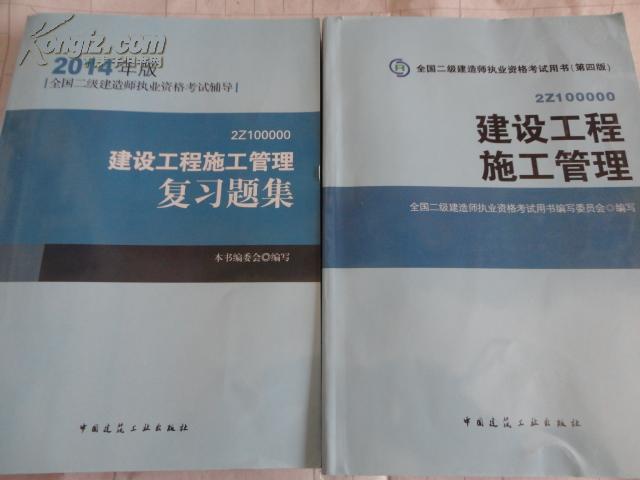 Kongfz.com
2014年版
全国二级建造师执业资格考试辅导
2Z100000
建设工程施工管理
复习题集
本书编委会◎编写
中国建筑工业出版社
全国二级建造师执业资格考试用书(第四版)
2Z100000
建设工程
施工管理
全国二级建造师执业资格考试用书编写委员会◎编写
中国建筑工业出版社